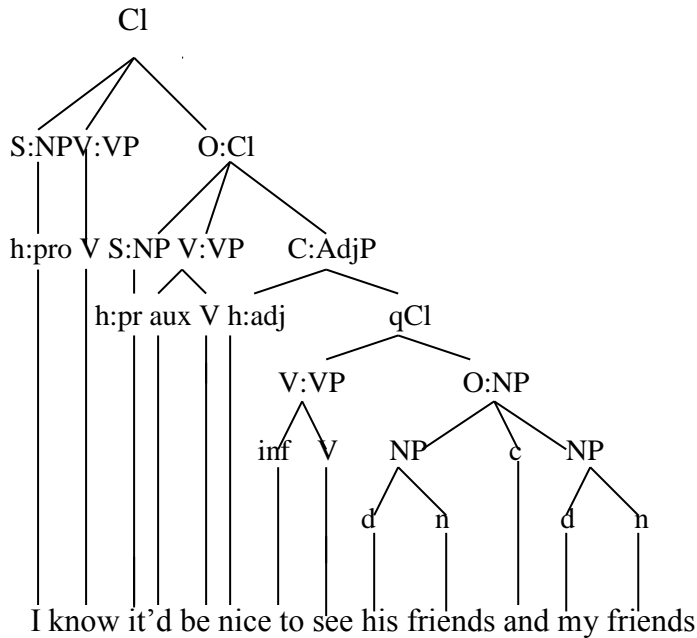 Cl
S:NPV:VP O:Cl
h:pro V S:NP V:VP C:AdjP
h:pr aux V h:adj qCl
V:VP O:NP
inf V NP c NP
d n d n
I know it’d be nice to see his friends and my friends.